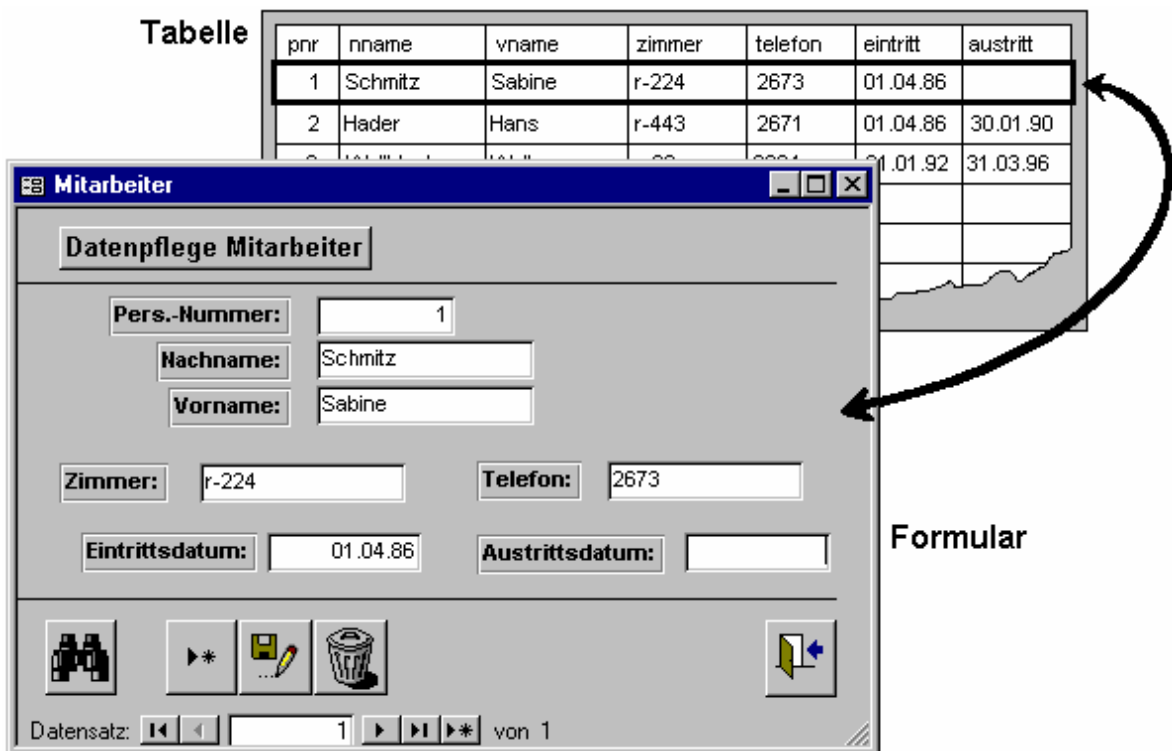 Tabelle
pnr nname vname zimmer telefon eintritt austritt
1 Schmitz Sabine r-224 2673 01.04.86
2 Hader Hans r-443 2671 01.04.86 30.01.90
.01.92 31.03.96
Mitarbeiter
Datenpflege Mitarbeiter
Pers.-Nummer: 1
Nachname: Schmitz
Vorname: Sabine
Zimmer: r-224 Telefon: 2673
Eintrittsdatum: 01.04.86 Austrittsdatum:
Formular
Datensatz: 1 von 1